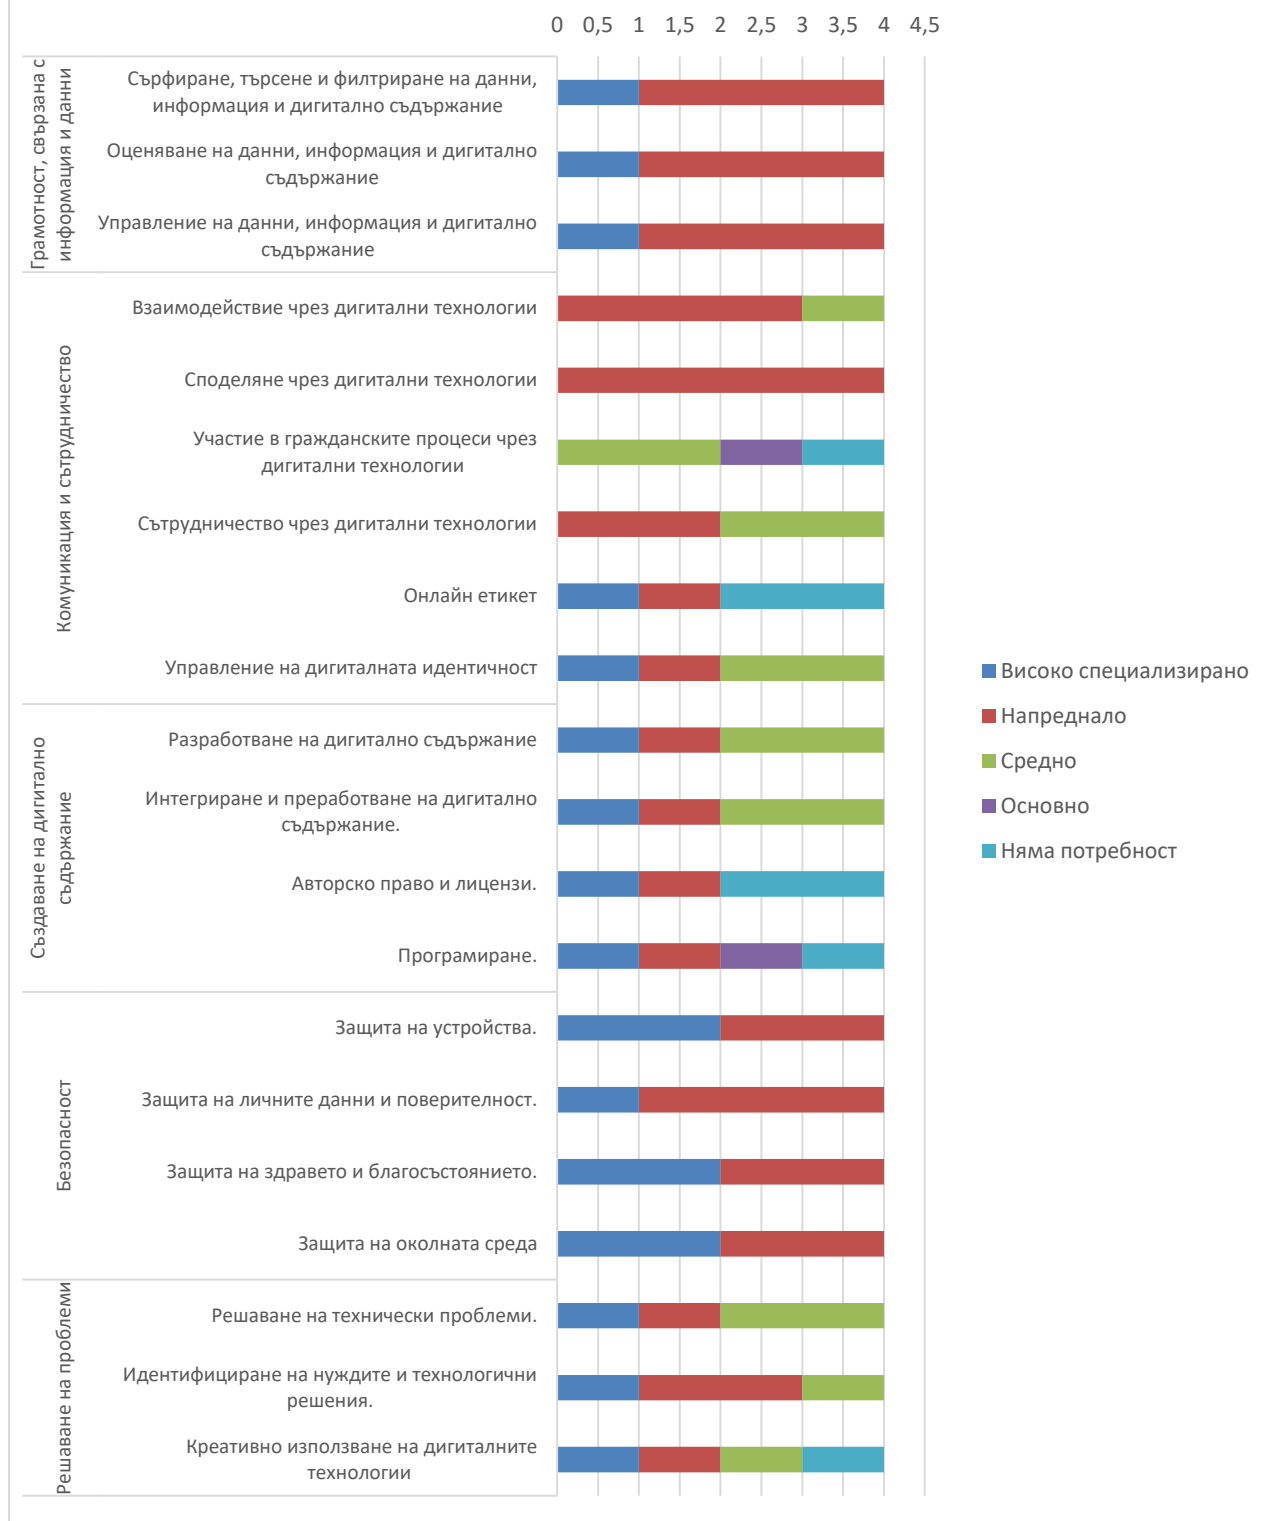 0 0,5 1 1,5 2 2,5 3 3,5 4 4,5
Грамотност, свързана с
информация и данни
Сърфиране, търсене и филтриране на данни,
информация и дигитално съдържание
Оценяване на данни, информация и дигитално
съдържание
Управление на данни, информация и дигитално
съдържание
Комуникация и сътрудничество
Взаимодействие чрез дигитални технологии
Споделяне чрез дигитални технологии
Участие в гражданските процеси чрез
дигитални технологии
Сътрудничество чрез дигитални технологии
Онлайн етикет
Управление на дигиталната идентичност
Създаване на дигитално
съдържание
Разработване на дигитално съдържание
Интегриране и преработване на дигитално
съдържание.
Авторско право и лицензи.
Програмиране.
Безопасност
Защита на устройства.
Защита на личните данни и поверителност.
Защита на здравето и благосъстоянието.
Защита на околната среда
Решаване на проблеми
Решаване на технически проблеми.
Идентифициране на нуждите и технологични
решения.
Креативно използване на дигиталните
технологии
Високо специализирано
Напреднало
Средно
Основно
Няма потребност